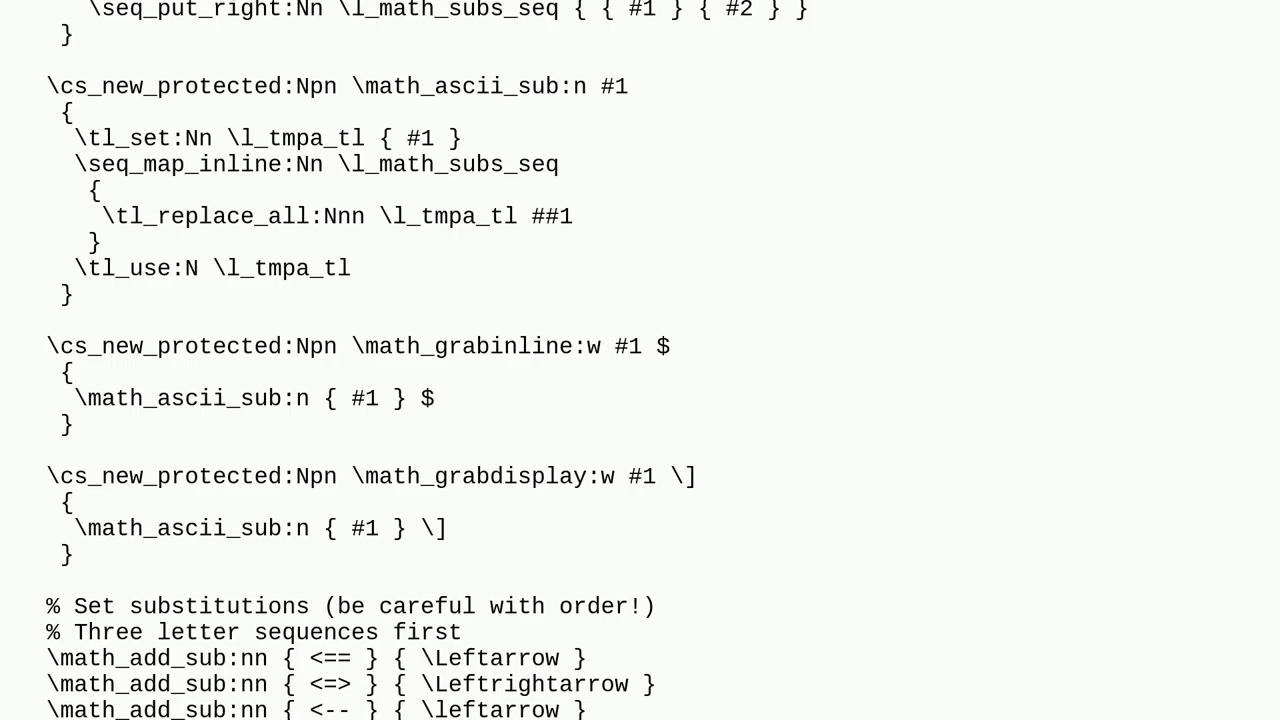 \seq_put_right:Nn \l_math_subs_seq { { #1 } { #2 } }
}
\cs_new_protected:Npn \math_ascii_sub:n #1
{
\tl_set:Nn \l_tmpa_tl { #1 }
\seq_map_inline:Nn \l_math_subs_seq
{
\tl_replace_all:Nnn \l_tmpa_tl ##1
}
\tl_use:N \l_tmpa_tl
}
\cs_new_protected:Npn \math_grabinline:w #1 $
{
\math_ascii_sub:n { #1 } $
}
\cs_new_protected:Npn \math_grabdisplay:w #1 \]
{
\math_ascii_sub:n { #1 } \]
}
% Set substitutions (be careful with order!)
% Three letter sequences first
\math_add_sub:nn { <== } { \Leftarrow }
\math_add_sub:nn { <=> } { \Leftrightarrow }
\math_add_sub:nn { <-- } { \leftarrow }